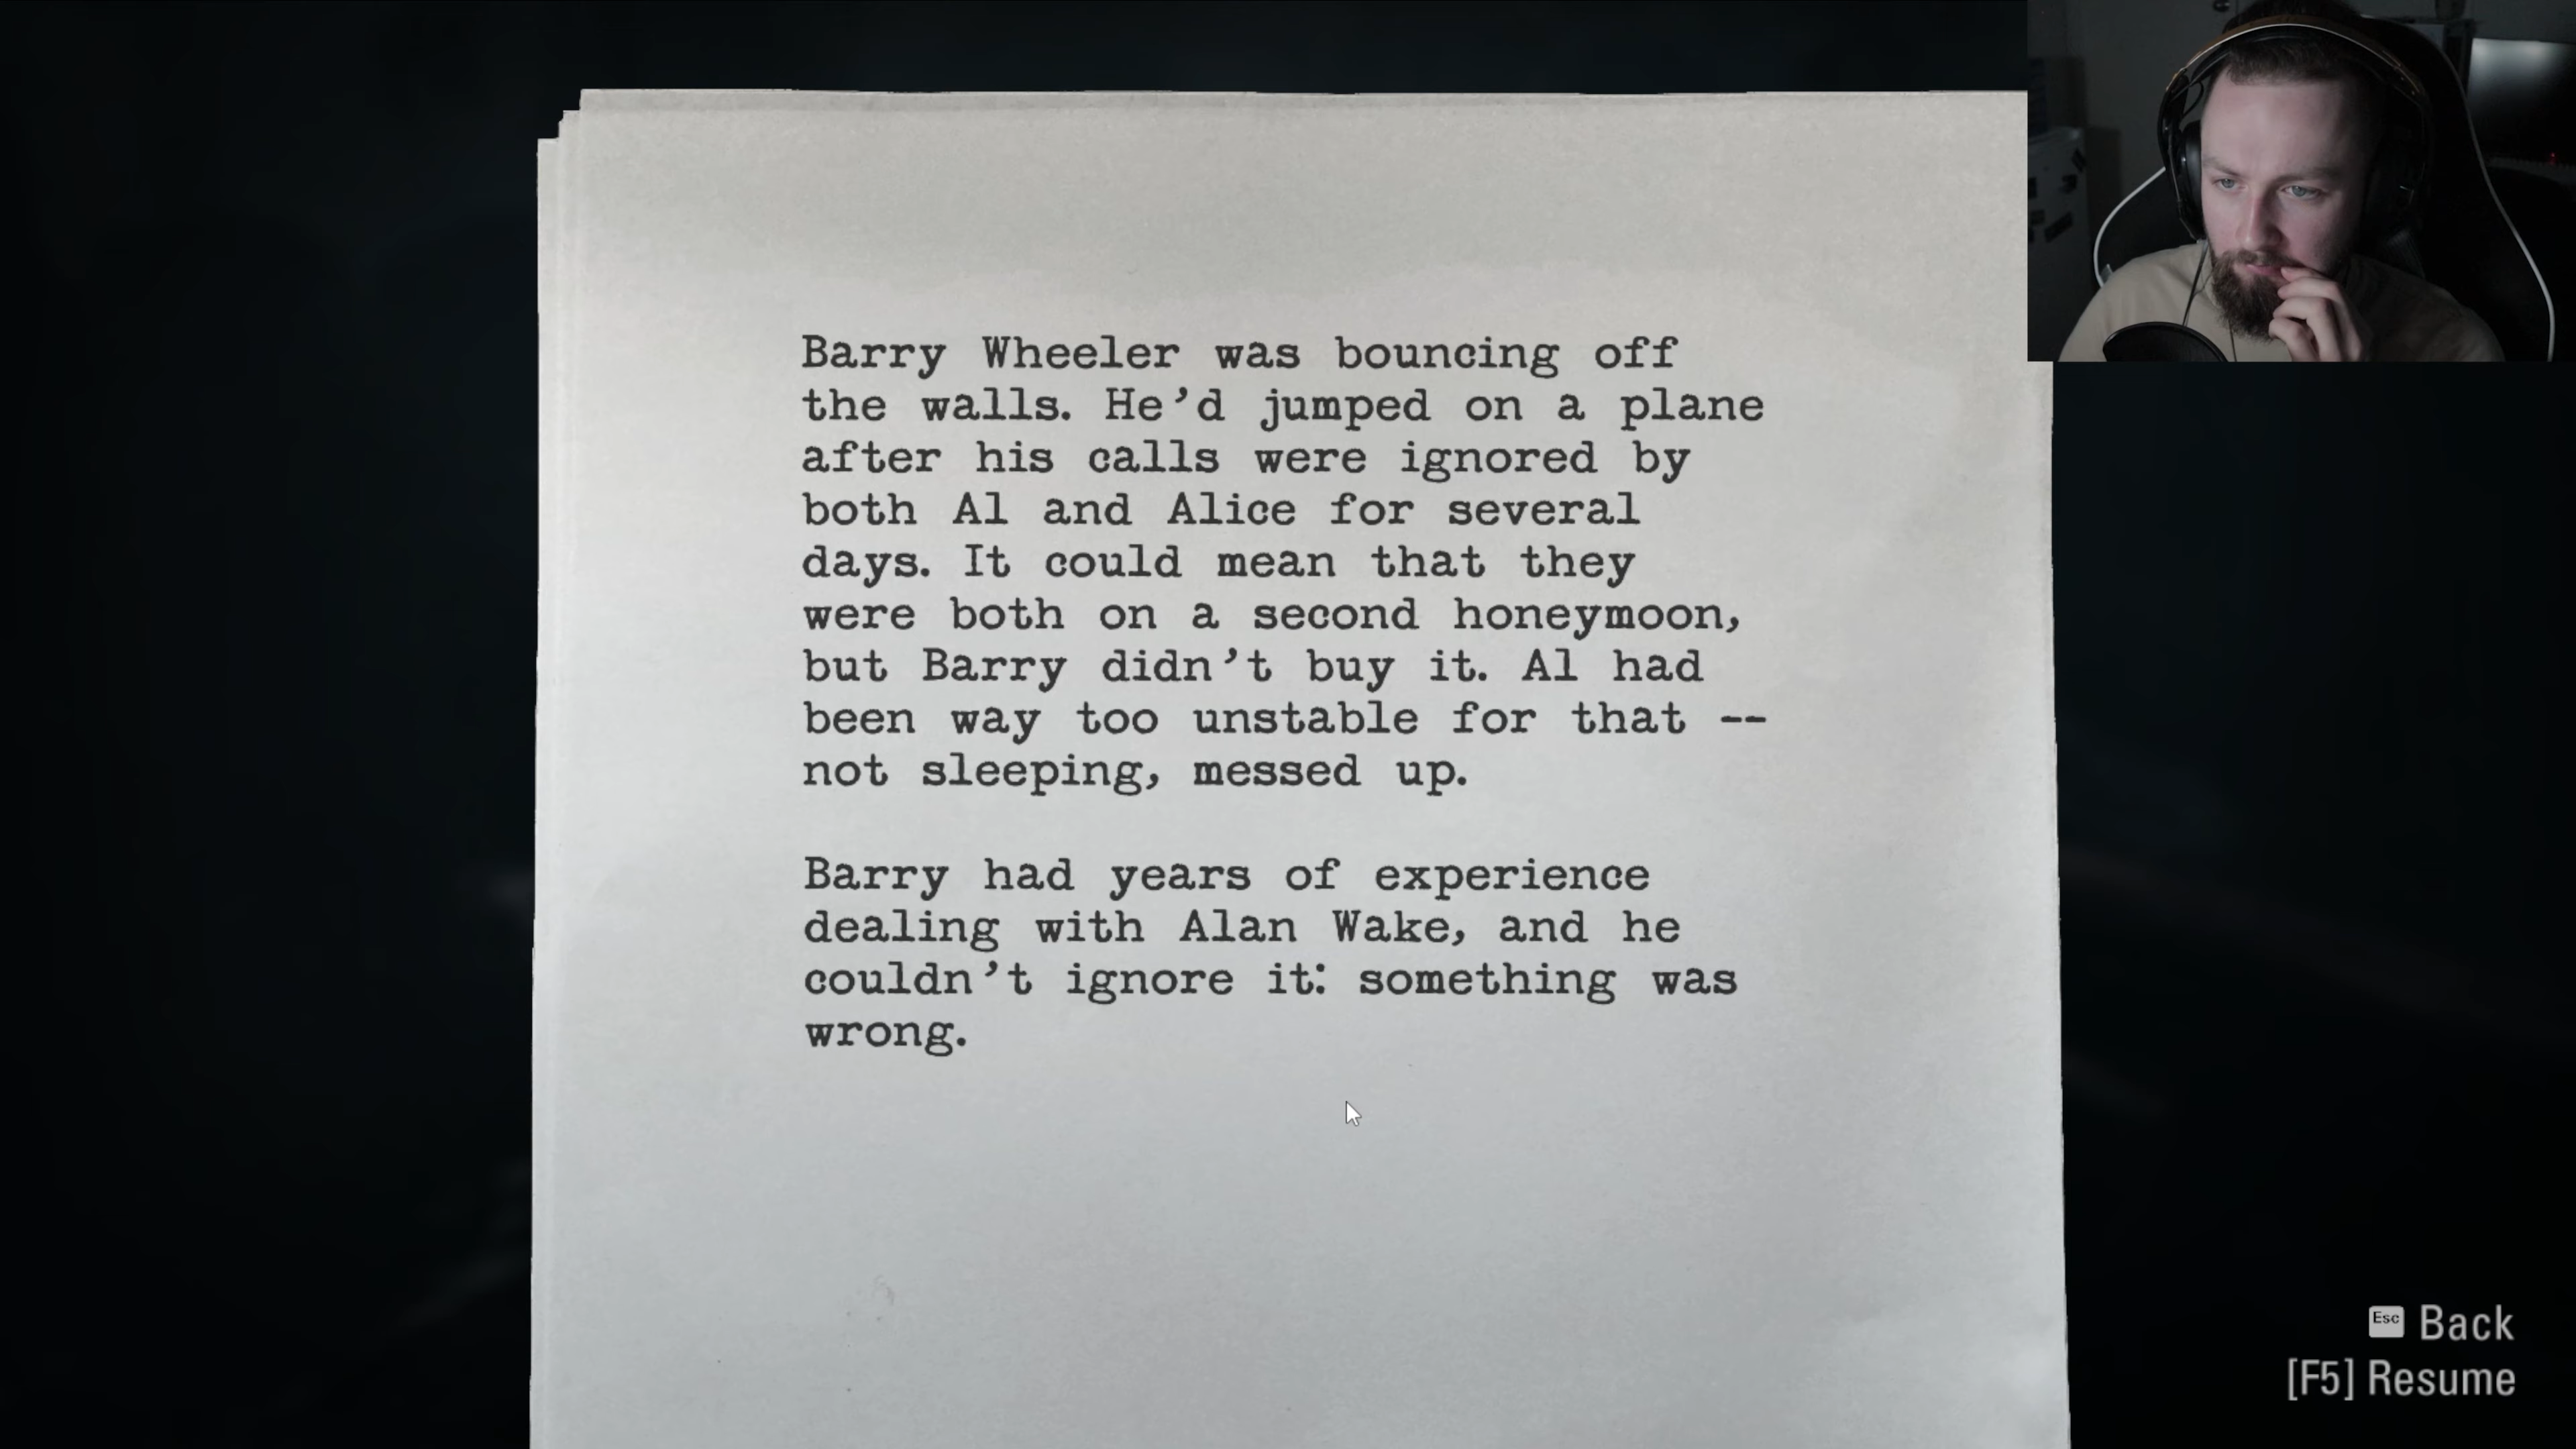 Barry Wheeler was bouncing off
the walls. He’d jumped on a plane
after his calls were ignored by
both Al and Alice for several
days. It could mean that they
were both on a second honeymoon,
but Barry didn’t buy it. Al had
been way too unstable for that --
not sleeping, messed up.
Barry had years of experience
dealing with Alan Wake, and he
couldn’t ignore it: something was
wrong.
Esc Back
[F5] Resume